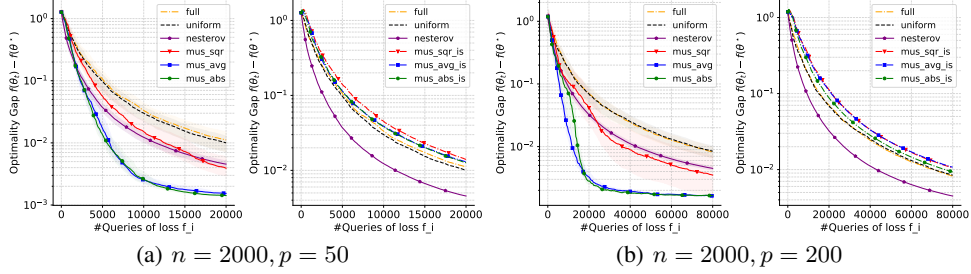 Optimality Gap f(θt) − f(θ*)
10^0
10^−1
10^−2
10^−3
0 5000 10000 15000 20000
#Queries of loss f_i
full
uniform
nesterov
mus_sqr
mus_avg
mus_abs
Optimality Gap f(θt) − f(θ*)
10^0
10^−1
10^−2
0 5000 10000 15000 20000
#Queries of loss f_i
full
uniform
nesterov
mus_sqr_is
mus_avg_is
mus_abs_is
(a) n = 2000, p = 50
Optimality Gap f(θt) − f(θ*)
10^0
10^−1
10^−2
0 20000 40000 60000 80000
#Queries of loss f_i
full
uniform
nesterov
mus_sqr
mus_avg
mus_abs
Optimality Gap f(θt) − f(θ*)
10^0
10^−1
10^−2
0 20000 40000 60000 80000
#Queries of loss f_i
full
uniform
nesterov
mus_sqr_is
mus_avg_is
mus_abs_is
(b) n = 2000, p = 200